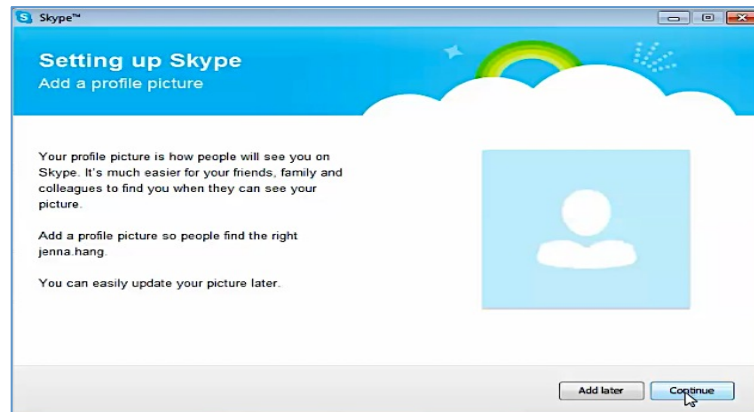 Skype™
Setting up Skype
Add a profile picture
Your profile picture is how people will see you on
Skype. It's much easier for your friends, family and
colleagues to find you when they can see your
picture.
Add a profile picture so people find the right
jenna.hang.
You can easily update your picture later.
Add later
Continue